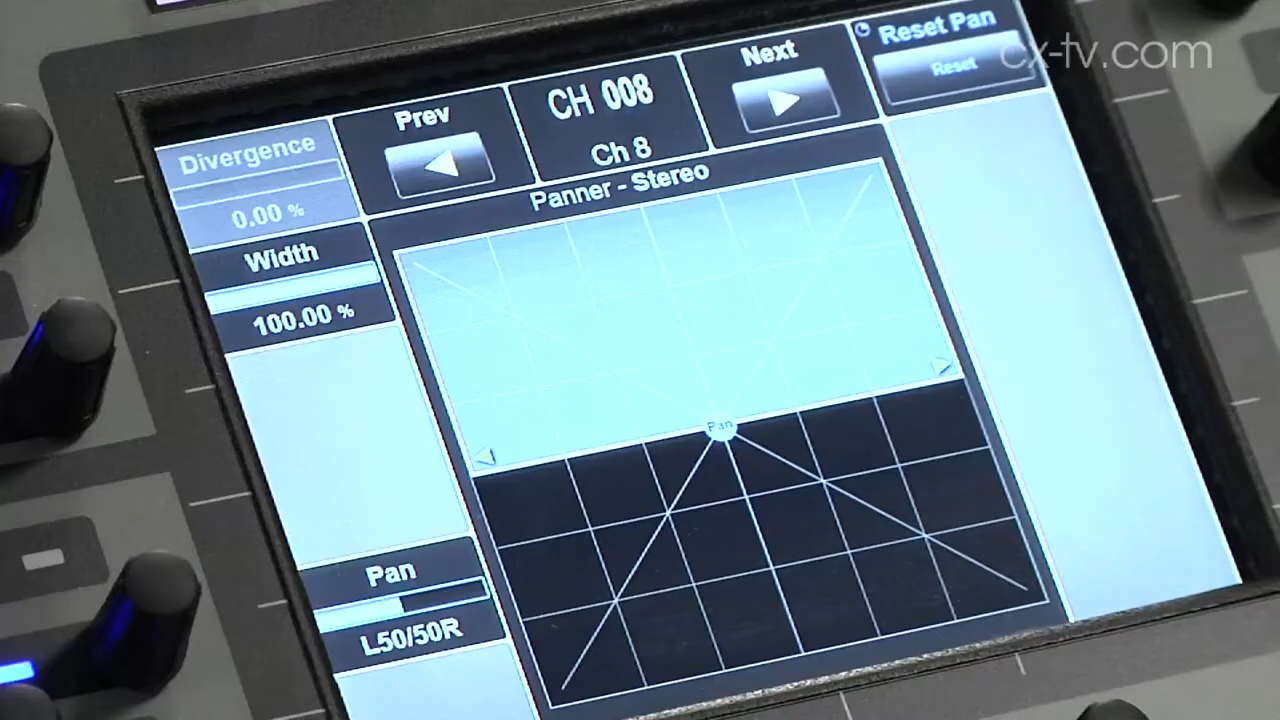 cx-tv.com
Reset Pan
Reset
Next
CH 008
Ch 8
Prev
Divergence
0.00 %
Panner - Stereo
Width
100.00 %
Pan
Pan
L50/50R